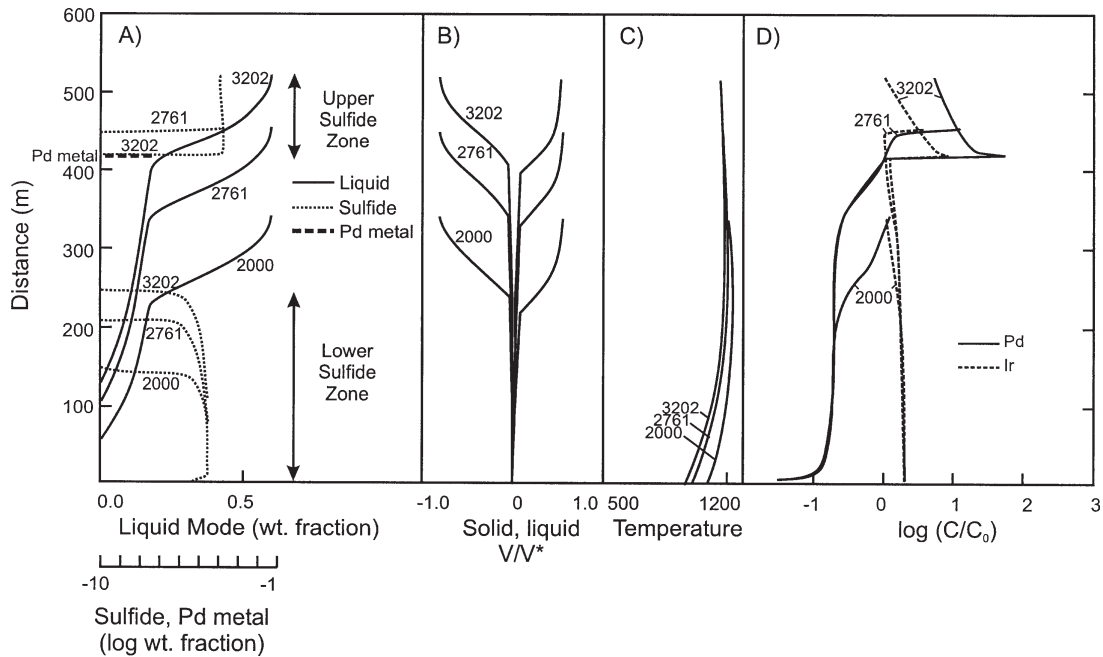 600
500
400
300
200
100
Distance (m)
Pd metal
A)
3202
2761
3202
2761
2000
3202
2761
2000
Upper
Sulfide
Zone
Liquid
Sulfide
Pd metal
Lower
Sulfide
Zone
0.0
0.5
Liquid Mode (wt. fraction)
-10
-1
Sulfide, Pd metal
(log wt. fraction)
B)
3202
2761
2000
-1.0
0
1.0
Solid, liquid
V/V*
C)
3202
2761
2000
500
1200
Temperature
D)
3202
2761
2000
Pd
Ir
-1
0
1
2
3
log (C/C₀)